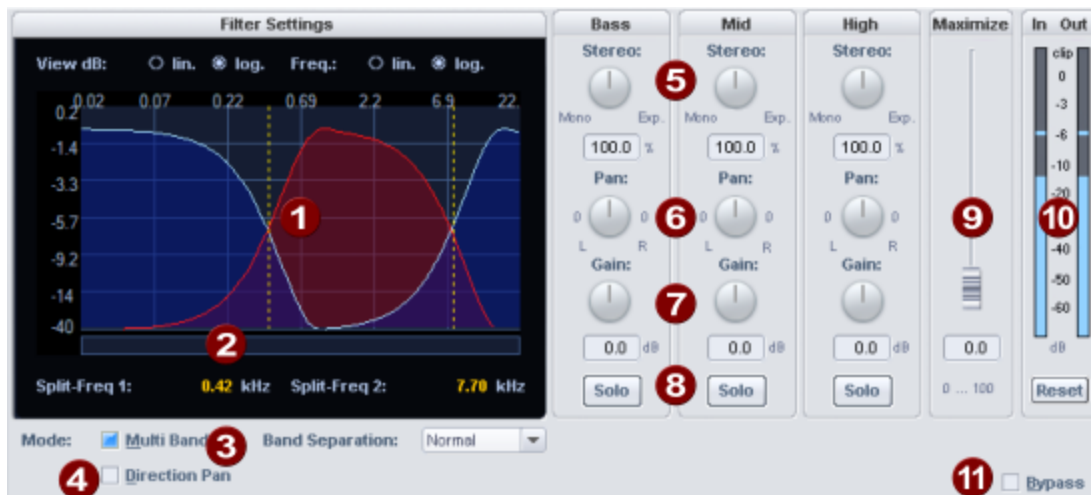 Filter Settings Bass Mid High Maximize In Out
View dB: lin. log. Freq.: lin. log.
Stereo: Stereo: Stereo:
clip
0
-3
-6
-10
-20
-40
-50
-60
dB
0.02 0.07 0.22 0.69 2.2 6.9 22
0.2
-1.4
-3.3
-5.7
-9.2
-14
-40
1
2
5
Mono Exp. Mono Exp. Mono Exp.
100.0 % 100.0 % 100.0 %
Pan: Pan: Pan:
0 0 6 0 0 0 9 10
L R L R L R
Gain: Gain: Gain:
7
0.0 dB 0.0 dB 0.0 dB 0.0
Split-Freq 1: 0.42 kHz Split-Freq 2: 7.70 kHz
Solo 8 Solo Solo 0 ... 100 Reset
Mode: Multi Band 3 Band Separation: Normal
4 Direction Pan 11 Bypass